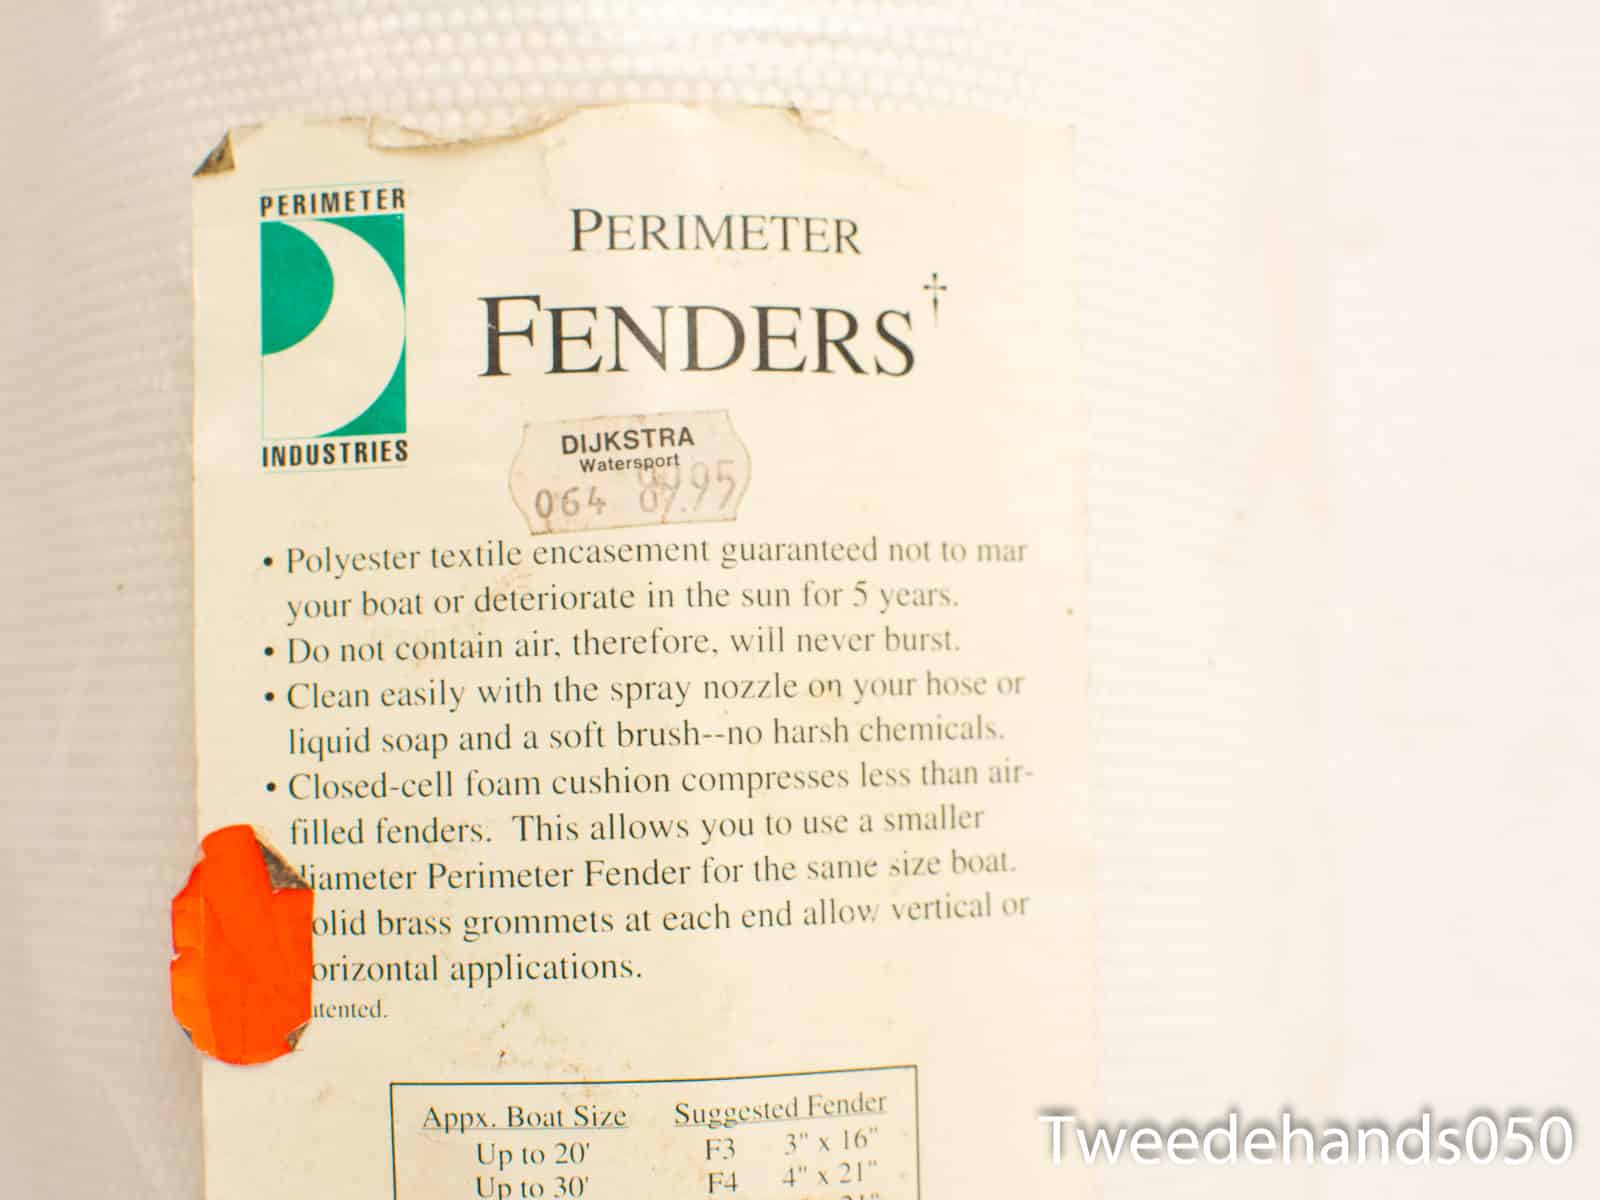 PERIMETER
INDUSTRIES
PERIMETER
FENDERS†
DIJKSTRA
Watersport
064
• Polyester textile encasement guaranteed not to mar
your boat or deteriorate in the sun for 5 years.
• Do not contain air, therefore, will never burst.
• Clean easily with the spray nozzle on your hose or
liquid soap and a soft brush--no harsh chemicals.
• Closed-cell foam cushion compresses less than air-
filled fenders. This allows you to use a smaller
diameter Perimeter Fender for the same size boat.
olid brass grommets at each end allow vertical or
orizontal applications.
atented.
Appx. Boat Size Suggested Fender
Up to 20' F3 3" x 16"
Up to 30' F4 4" x 21"
Tweedehands050